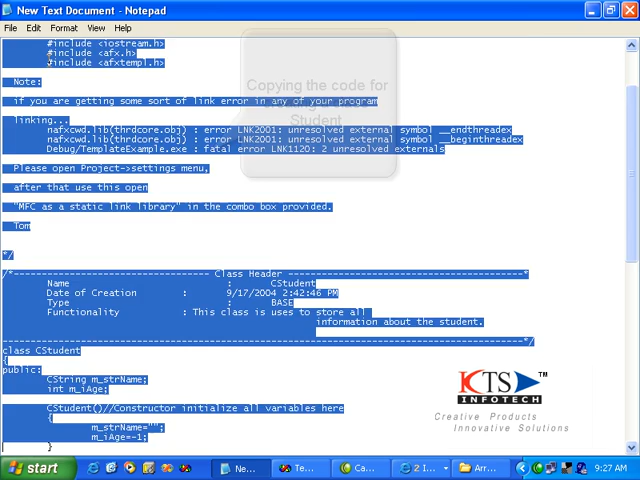 New Text Document - Notepad
File Edit Format View Help
#include <iostream.h>
#include <afx.h>
#include <afxtempl.h>
Copying the code for
Student
Note:
if you are getting some sort of link error in any of your program
linking...
nafxcwd.lib(thrdcore.obj) : error LNK2001: unresolved external symbol __endthreadex
nafxcwd.lib(thrdcore.obj) : error LNK2001: unresolved external symbol __beginthreadex
Debug/TemplateExample.exe : fatal error LNK1120: 2 unresolved externals
Please open Project->settings menu,
after that use this open
"MFC as a static link library" in the combo box provided.
Tom
*/
/*----------------------------------- Class Header ------------------------------------------*
Name : CStudent
Date of Creation : 9/17/2004 2:42:46 PM
Type : BASE
Functionality : This class is uses to store all
information about the student.
-----------------------------------------------------------------------------------------------*/
class CStudent
{
public:
CString m_strName;
int m_iAge;
CStudent()//Constructor initialize all variables here
{
m_strName="";
m_iAge=-1;
}
KTS TM
INFOTECH
Creative Products
Innovative Solutions
start
Ne...
Te...
Ca...
2 I...
Arr...
9:27 AM